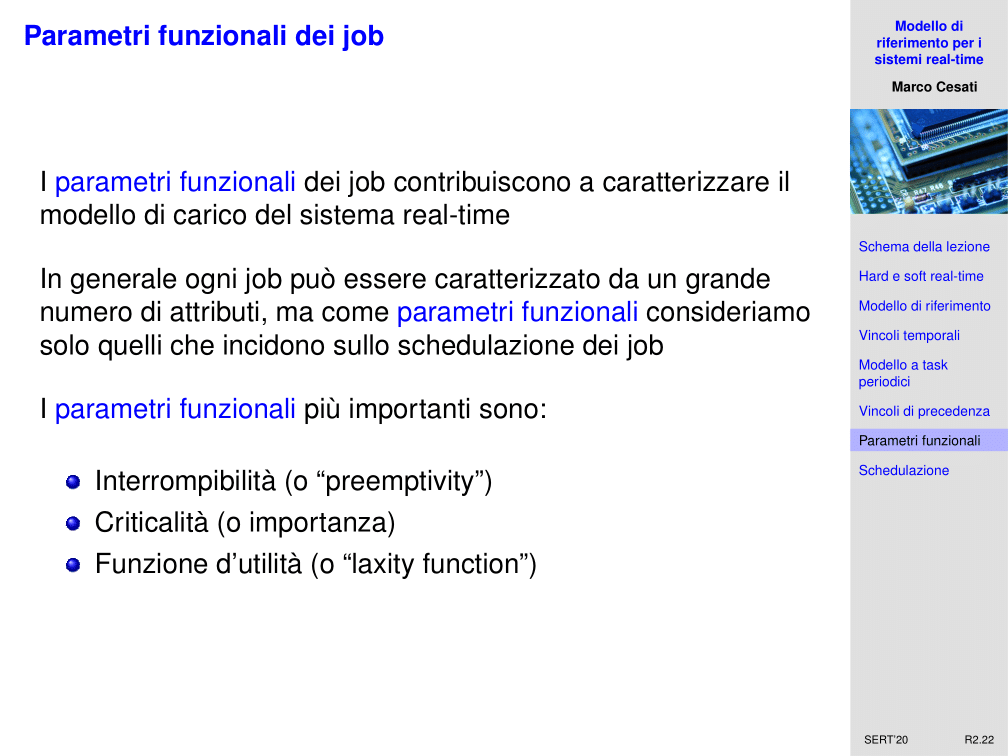 Parametri funzionali dei job
I parametri funzionali dei job contribuiscono a caratterizzare il
modello di carico del sistema real-time
In generale ogni job può essere caratterizzato da un grande
numero di attributi, ma come parametri funzionali consideriamo
solo quelli che incidono sullo schedulazione dei job
I parametri funzionali più importanti sono:
Interrompibilità (o “preemptivity”)
Criticalità (o importanza)
Funzione d’utilità (o “laxity function”)
Modello di
riferimento per i
sistemi real-time
Marco Cesati
R47 R46
Schema della lezione
Hard e soft real-time
Modello di riferimento
Vincoli temporali
Modello a task
periodici
Vincoli di precedenza
Parametri funzionali
Schedulazione
SERT’20 R2.22